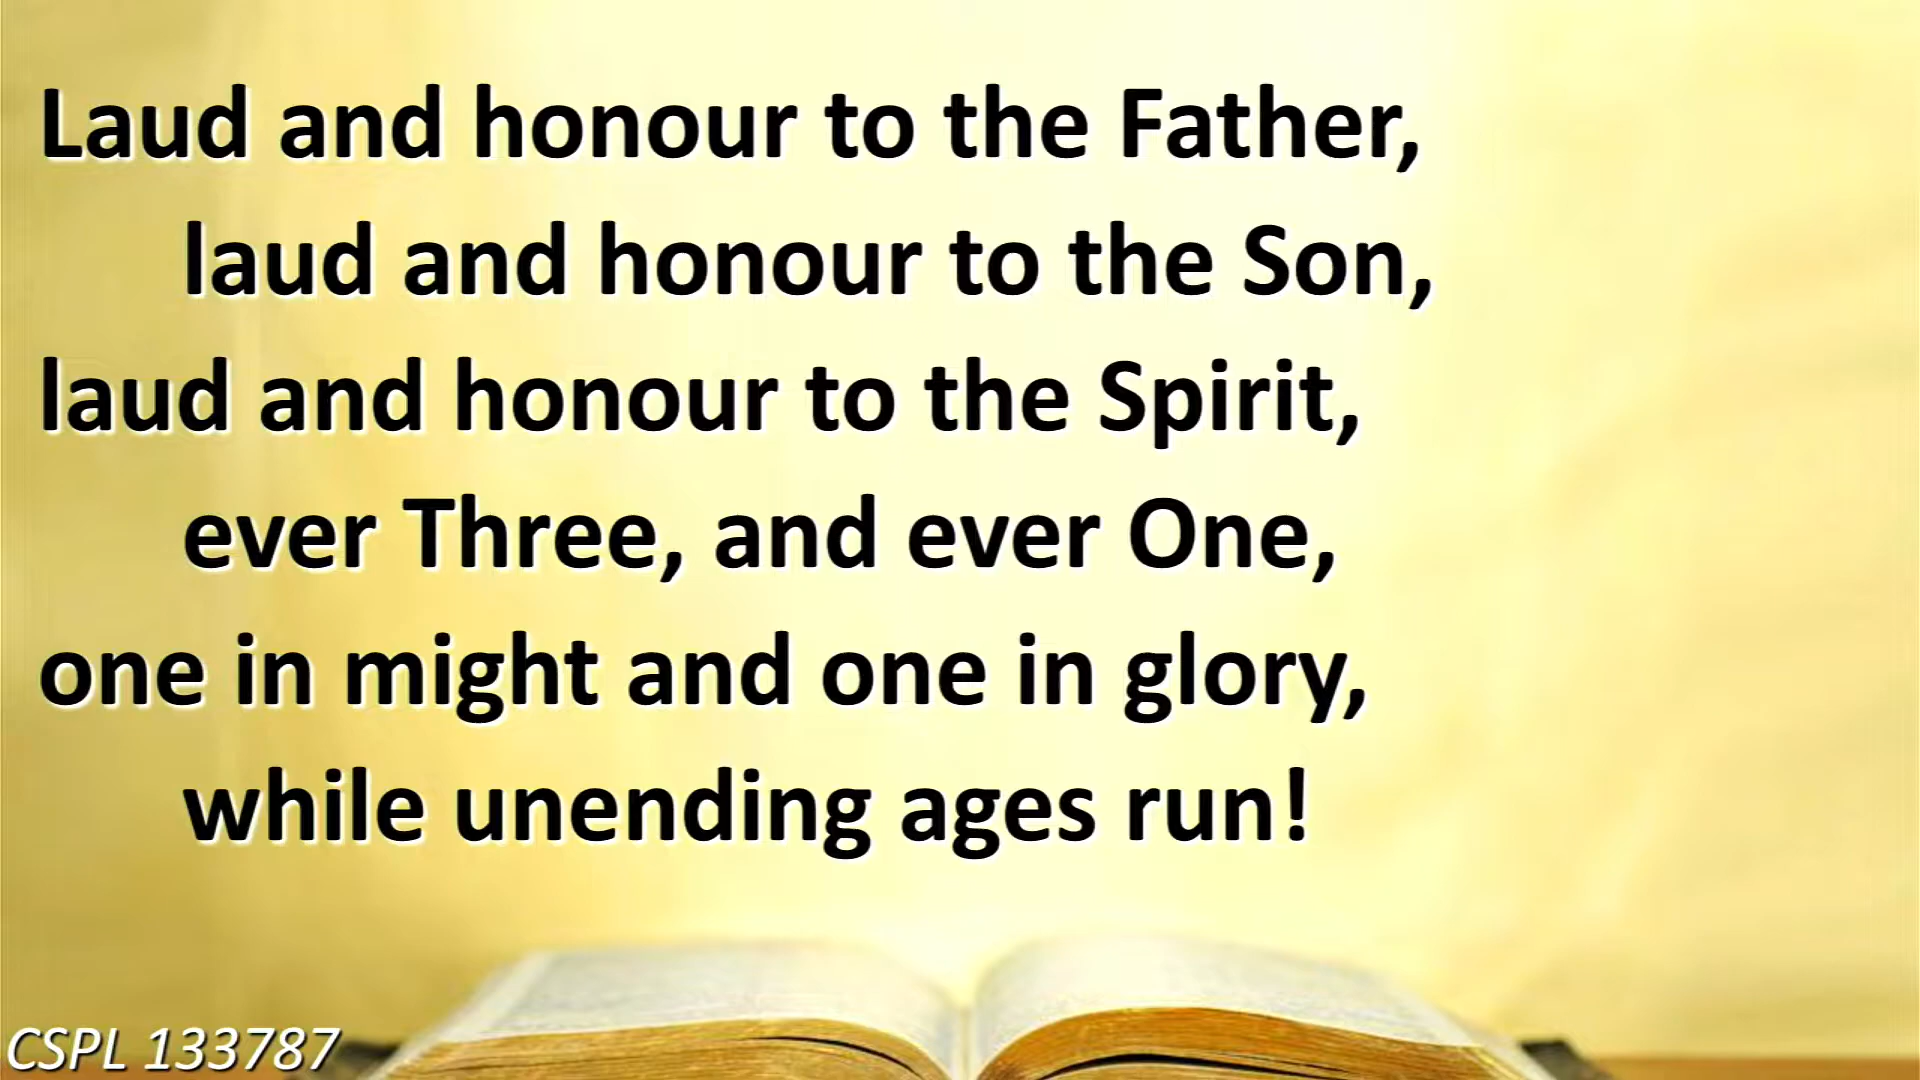 Laud and honour to the Father,
laud and honour to the Son,
laud and honour to the Spirit,
ever Three, and ever One,
one in might and one in glory,
while unending ages run!
CSPL 133787